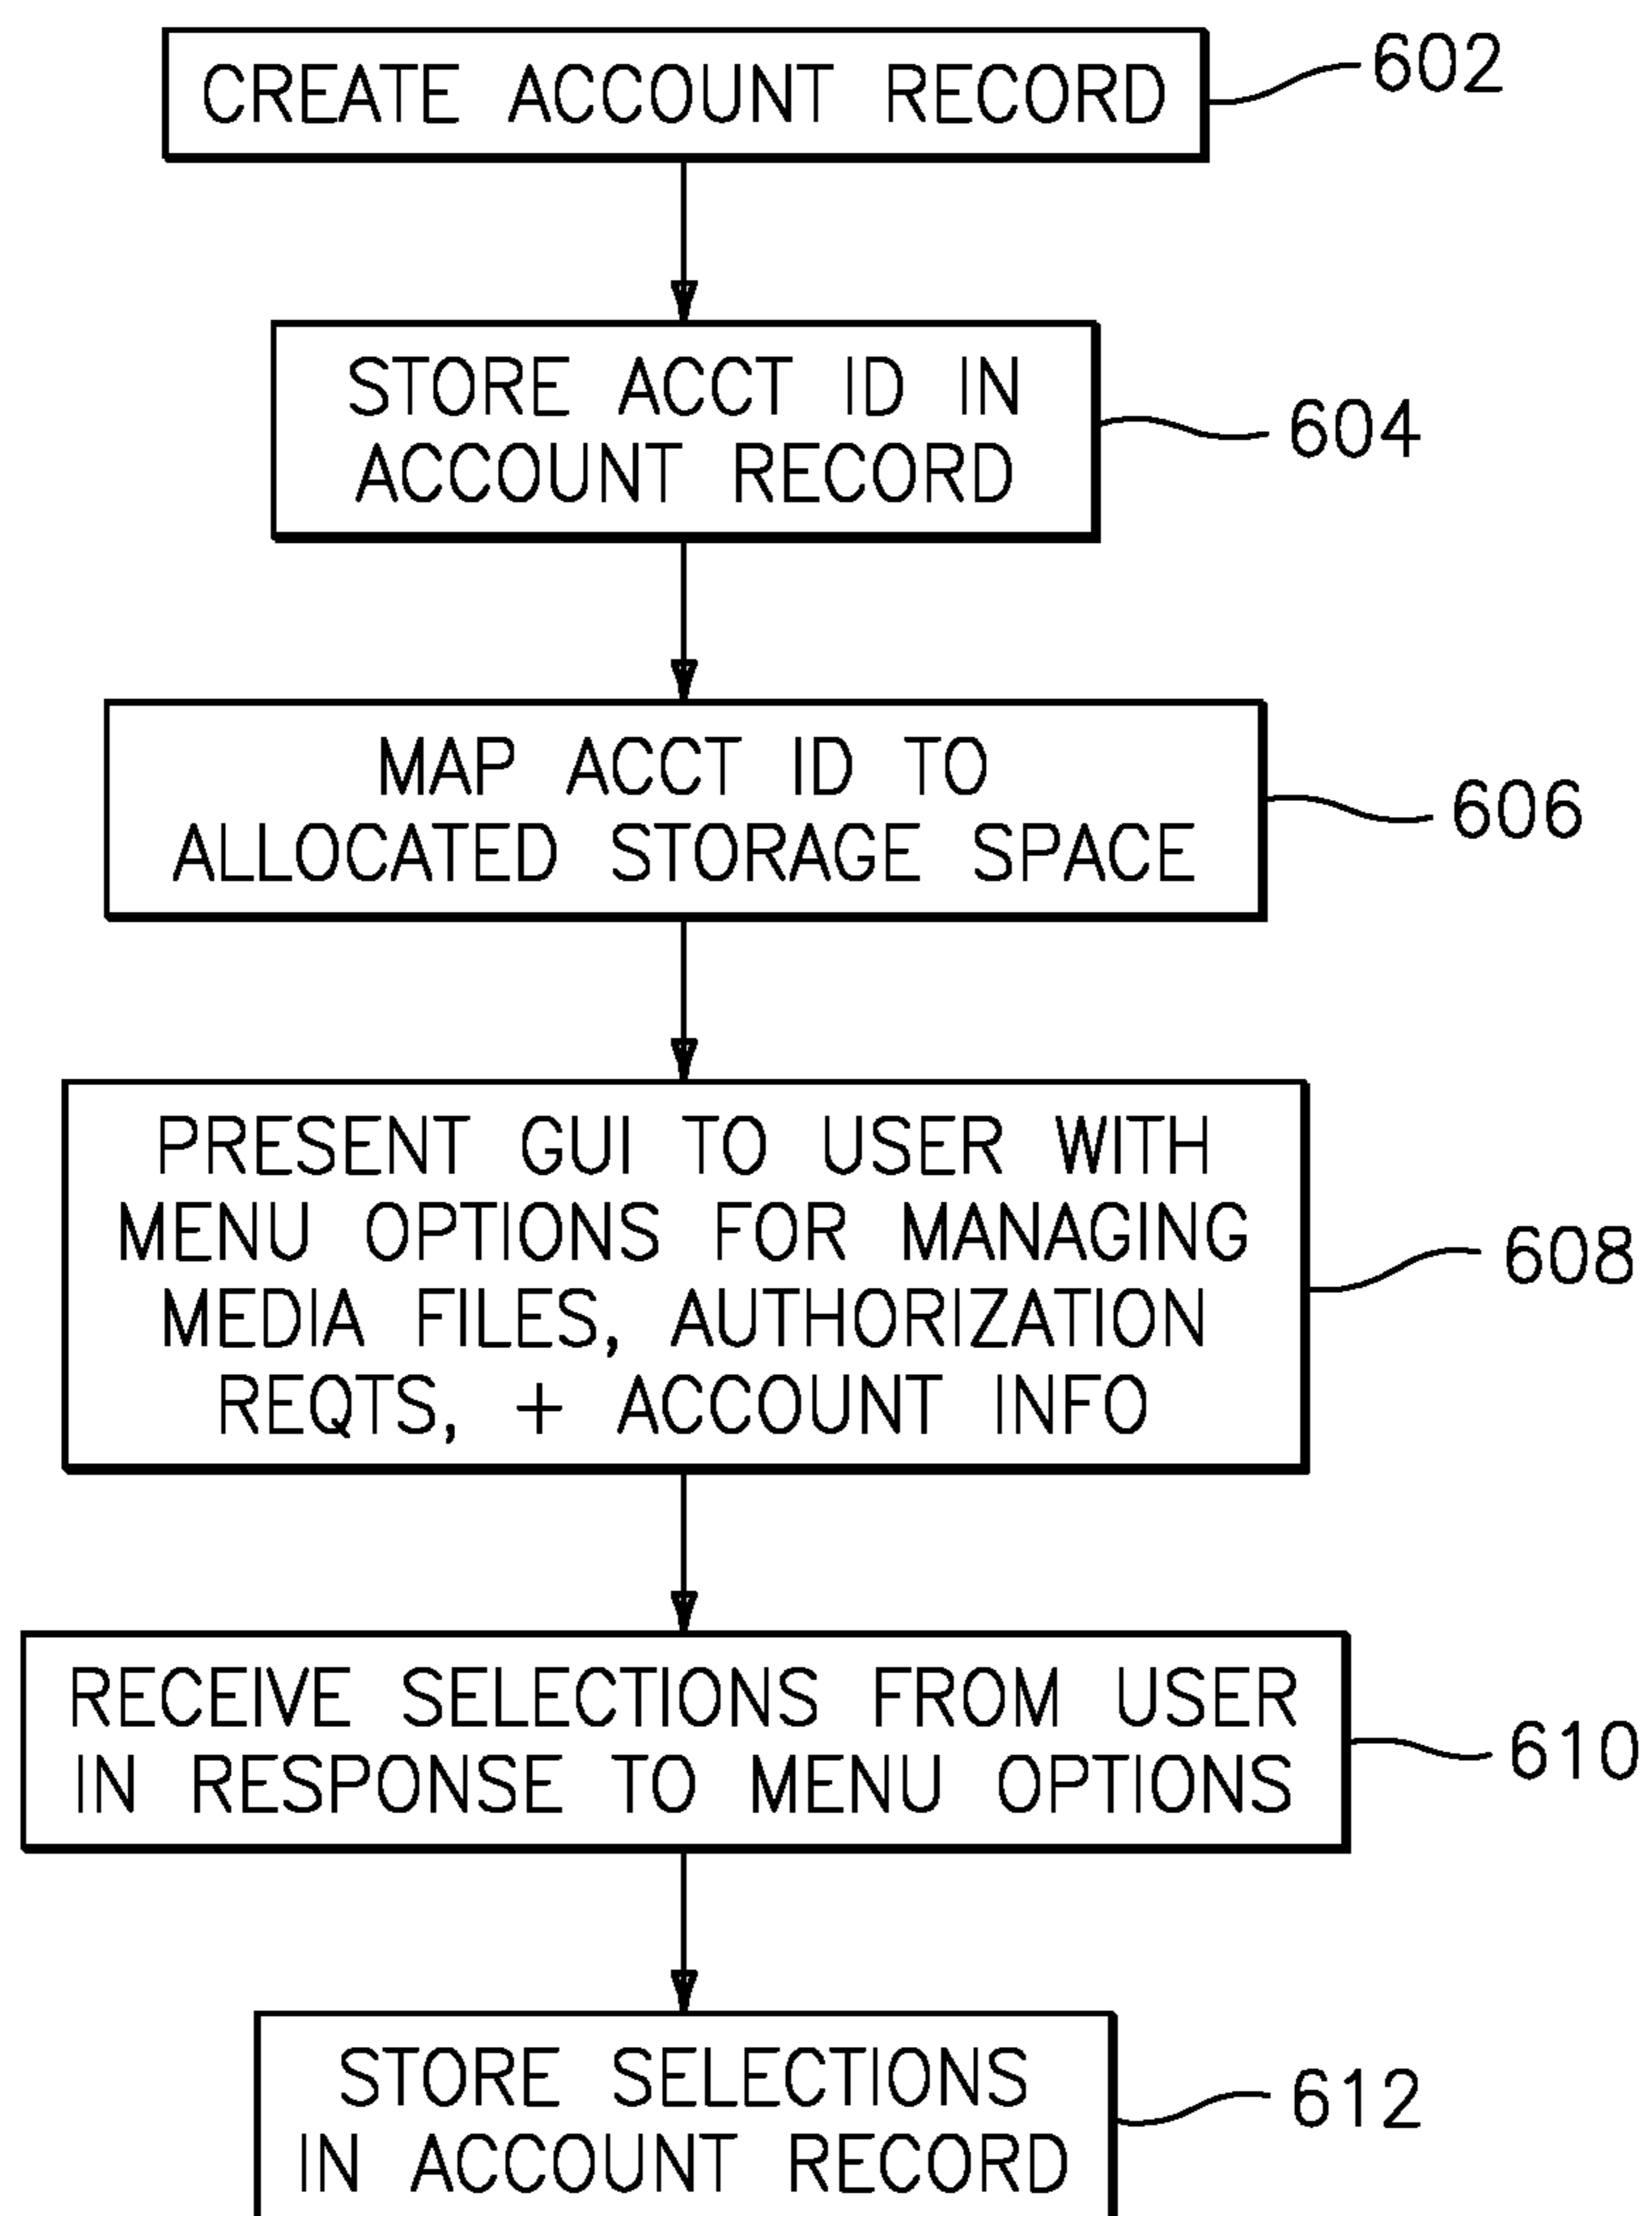 CREATE ACCOUNT RECORD
602
STORE ACCT ID IN
ACCOUNT RECORD
604
MAP ACCT ID TO
ALLOCATED STORAGE SPACE
606
PRESENT GUI TO USER WITH
MENU OPTIONS FOR MANAGING
MEDIA FILES, AUTHORIZATION
REQTS, + ACCOUNT INFO
608
RECEIVE SELECTIONS FROM USER
IN RESPONSE TO MENU OPTIONS
610
STORE SELECTIONS
IN ACCOUNT RECORD
612